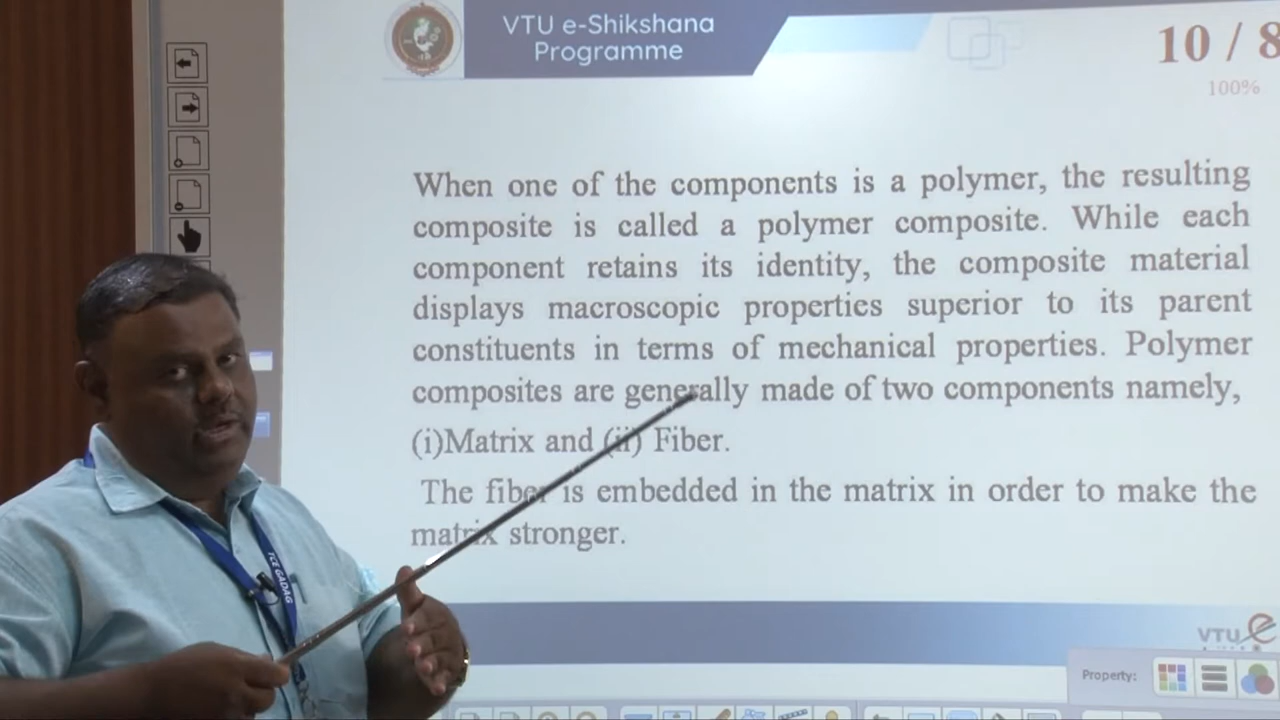 VTU e-Shikshana
Programme
10 / 8
100%
When one of the components is a polymer, the resulting
composite is called a polymer composite. While each
component retains its identity, the composite material
displays macroscopic properties superior to its parent
constituents in terms of mechanical properties. Polymer
composites are generally made of two components namely,
(i)Matrix and (ii) Fiber.
The fiber is embedded in the matrix in order to make the
matrix stronger.
TCE GADAG
VTU e
Property: